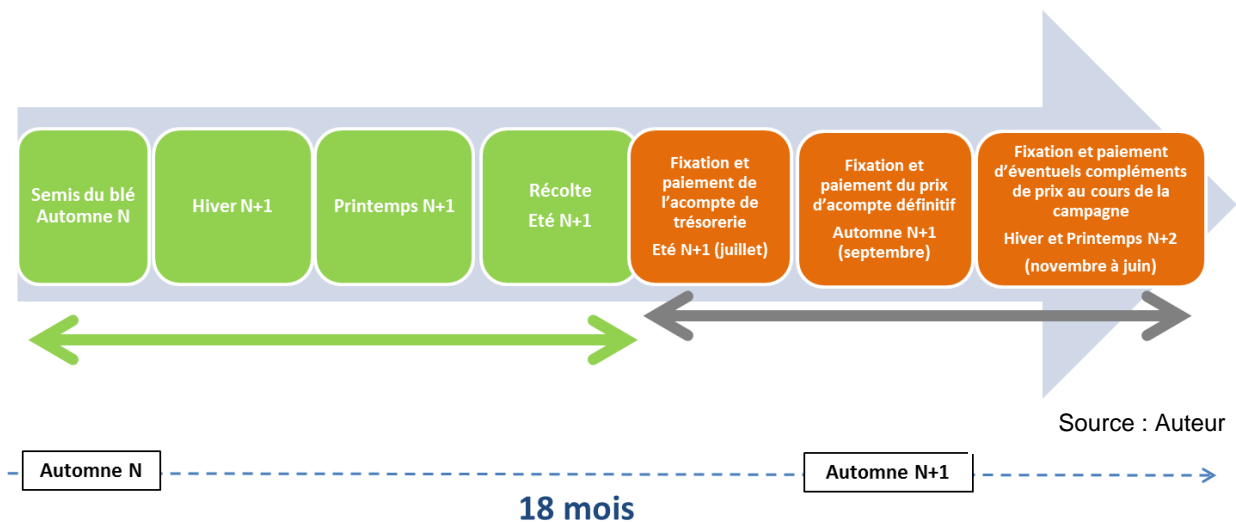 Semis du blé
Automne N
Hiver N+1
Printemps N+1
Récolte
Eté N+1
Fixation et
paiement de
l'acompte de
trésorerie
Eté N+1 (juillet)
Fixation et
paiement du prix
d'acompte définitif
Automne N+1
(septembre)
Fixation et paiement
d'éventuels compléments
de prix au cours de la
campagne
Hiver et Printemps N+2
(novembre à juin)
Source : Auteur
Automne N
Automne N+1
18 mois